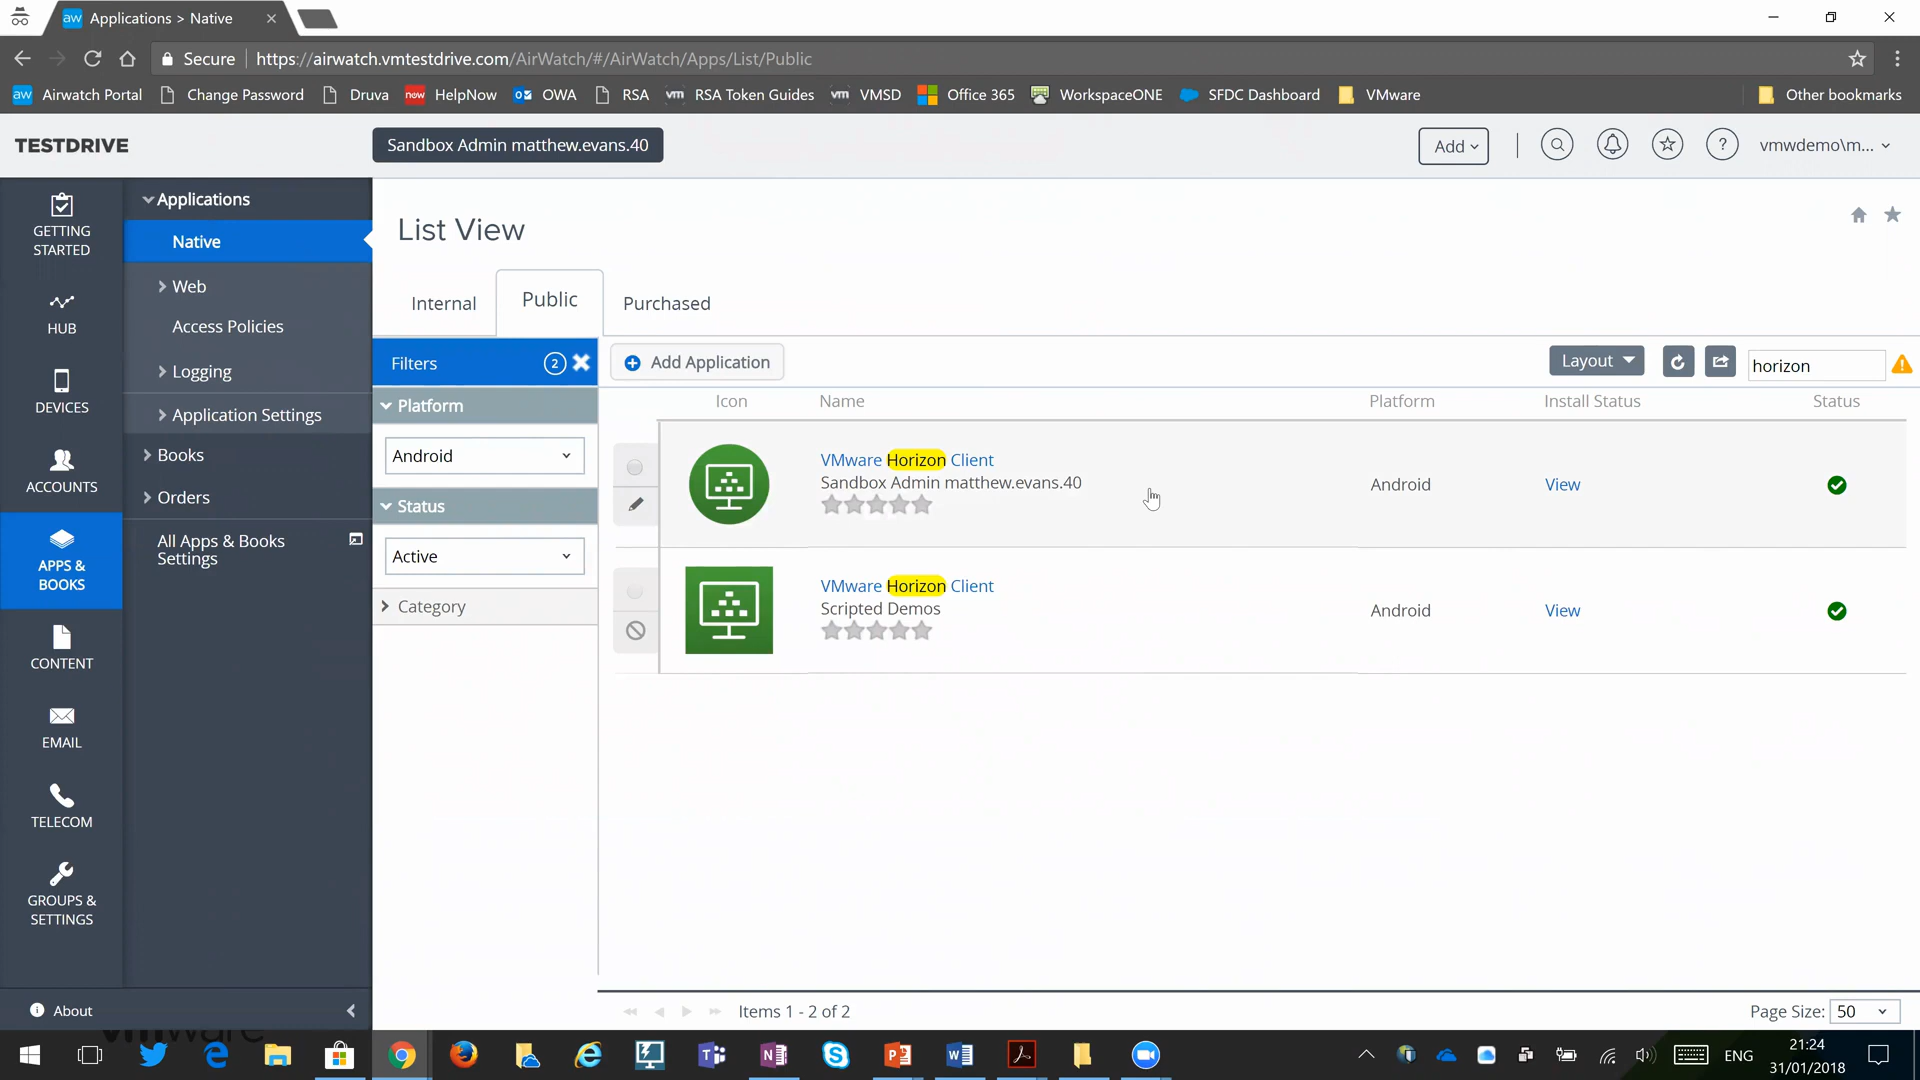 aw Applications > Native
Secure https://airwatch.vmtestdrive.com/AirWatch/#/AirWatch/Apps/List/Public
aw Airwatch Portal Change Password Druva now HelpNow OWA RSA vm RSA Token Guides vm VMSD Office 365 WorkspaceONE SFDC Dashboard VMware Other bookmarks
TESTDRIVE Sandbox Admin matthew.evans.40 Add ? vmwdemo\m...
GETTING
STARTED
HUB
DEVICES
ACCOUNTS
APPS &
BOOKS
CONTENT
EMAIL
TELECOM
GROUPS &
SETTINGS
Applications
Native
Web
Access Policies
Logging
Application Settings
Books
Orders
All Apps & Books
Settings
About
vmware
List View
Internal Public Purchased
Filters 2
Platform
Android
Status
Active
Category
Add Application Layout horizon
Icon Name Platform Install Status Status
VMware Horizon Client
Sandbox Admin matthew.evans.40
Android View
VMware Horizon Client
Scripted Demos
Android View
Items 1 - 2 of 2 Page Size: 50
ENG
21:24
31/01/2018